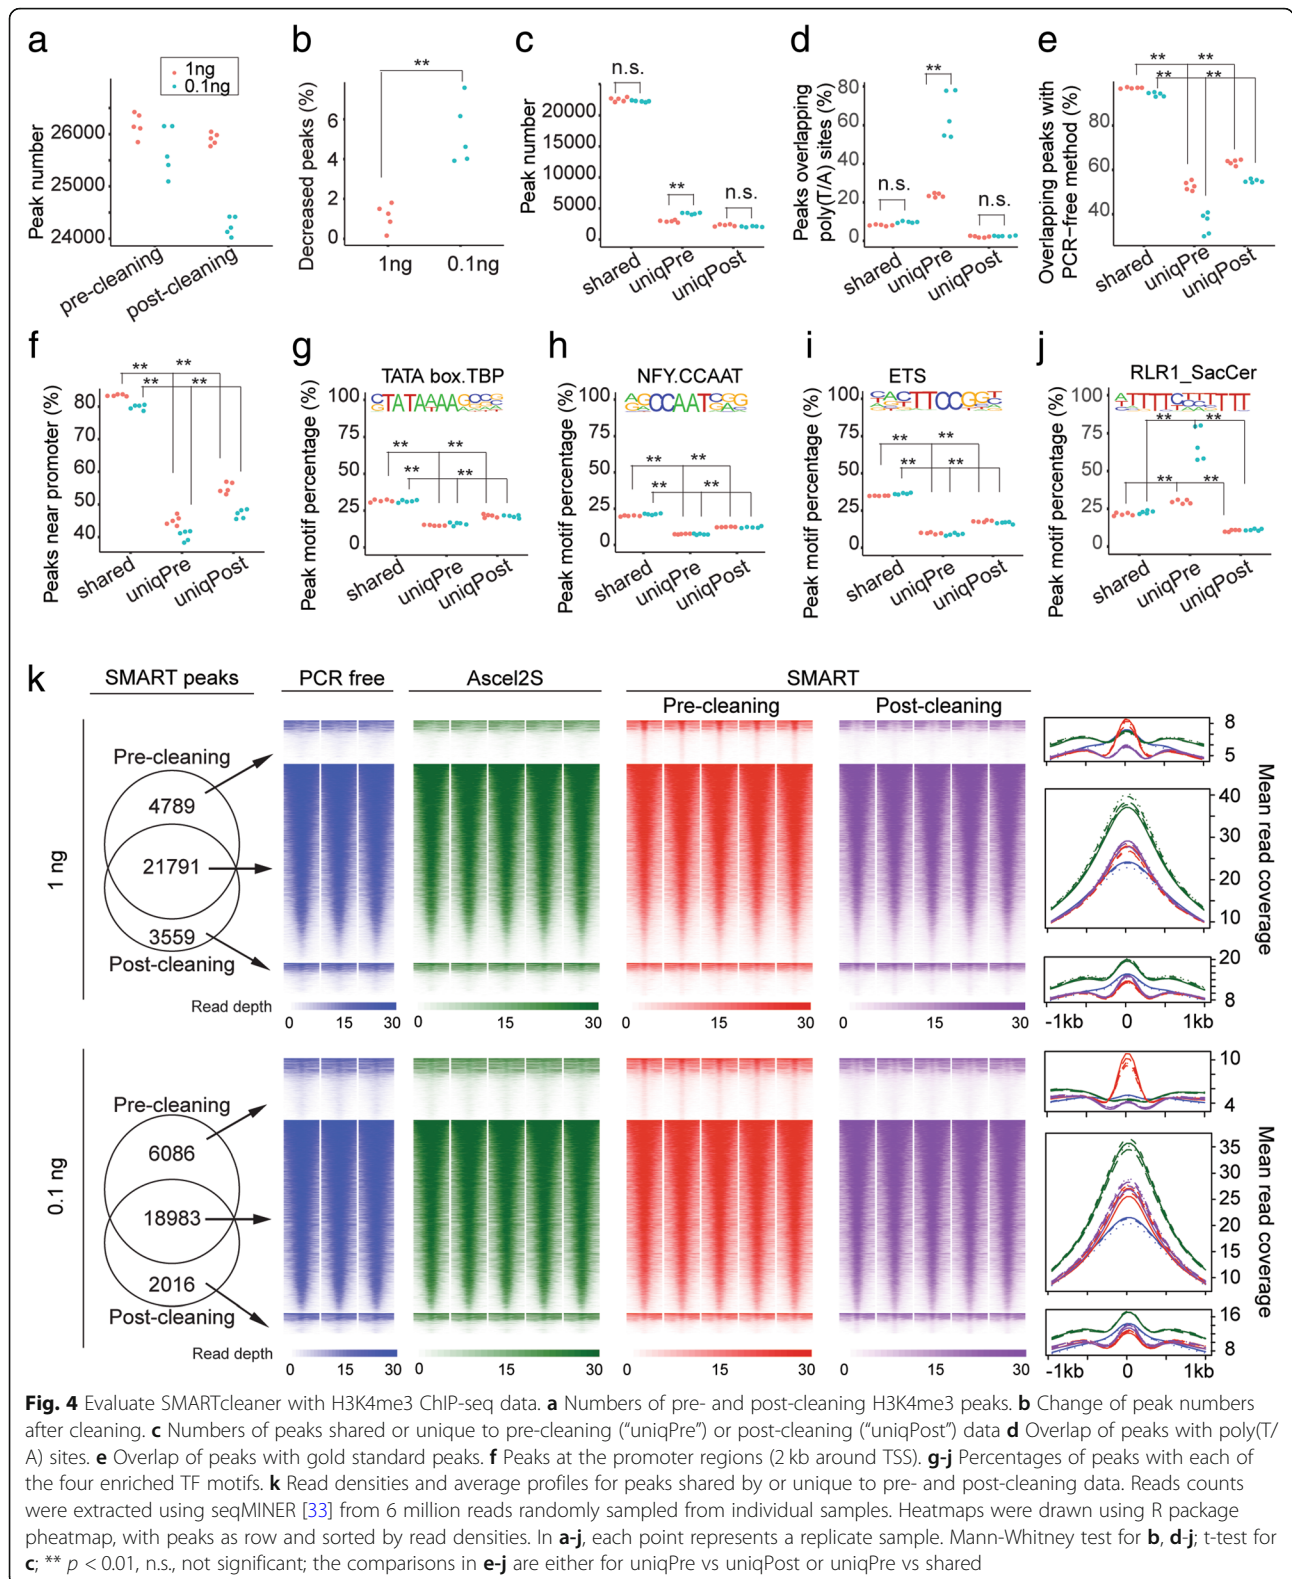 a
1ng
0.1ng
Peak number
26000
25000
24000
pre-cleaning
post-cleaning
b
**
Decreased peaks (%)
6
4
2
0
1ng
0.1ng
c
n.s.
**
n.s.
Peak number
20000
15000
10000
5000
0
shared
uniqPre
uniqPost
d
**
n.s.
n.s.
Peaks overlapping
poly(T/A) sites (%)
80
60
40
20
0
shared
uniqPre
uniqPost
e
** **
** **
Overlapping peaks with
PCR-free method (%)
80
60
40
shared
uniqPre
uniqPost
f
** **
** **
Peaks near promoter (%)
80
70
60
50
40
shared
uniqPre
uniqPost
g
TATA box.TBP
CTATAAAAGCCG
** **
** **
Peak motif percentage (%)
100
75
50
25
0
shared
uniqPre
uniqPost
h
NFY.CCAAT
** **
** **
Peak motif percentage (%)
100
75
50
25
0
shared
uniqPre
uniqPost
i
ETS
** **
** **
Peak motif percentage (%)
100
75
50
25
0
shared
uniqPre
uniqPost
j
RLR1_SacCer
** **
** **
Peak motif percentage (%)
100
75
50
25
0
shared
uniqPre
uniqPost
k
SMART peaks
PCR free
Ascel2S
SMART
Pre-cleaning
Post-cleaning
1 ng
Pre-cleaning
4789
21791
3559
Post-cleaning
Read depth
0 15 30
0 15 30
0 15 30
0 15 30
8
5
40
30
20
10
20
8
-1kb 0 1kb
Mean read coverage
0.1 ng
Pre-cleaning
6086
18983
2016
Post-cleaning
Read depth
0 15 30
0 15 30
0 15 30
0 15 30
10
4
35
30
25
20
15
10
16
8
-1kb 0 1kb
Mean read coverage
Fig. 4 Evaluate SMARTcleaner with H3K4me3 ChIP-seq data. a Numbers of pre- and post-cleaning H3K4me3 peaks. b Change of peak numbers
after cleaning. c Numbers of peaks shared or unique to pre-cleaning (“uniqPre”) or post-cleaning (“uniqPost”) data d Overlap of peaks with poly(T/
A) sites. e Overlap of peaks with gold standard peaks. f Peaks at the promoter regions (2 kb around TSS). g-j Percentages of peaks with each of
the four enriched TF motifs. k Read densities and average profiles for peaks shared by or unique to pre- and post-cleaning data. Reads counts
were extracted using seqMINER [33] from 6 million reads randomly sampled from individual samples. Heatmaps were drawn using R package
pheatmap, with peaks as row and sorted by read densities. In a-j, each point represents a replicate sample. Mann-Whitney test for b, d-j; t-test for
c; ** p < 0.01, n.s., not significant; the comparisons in e-j are either for uniqPre vs uniqPost or uniqPre vs shared